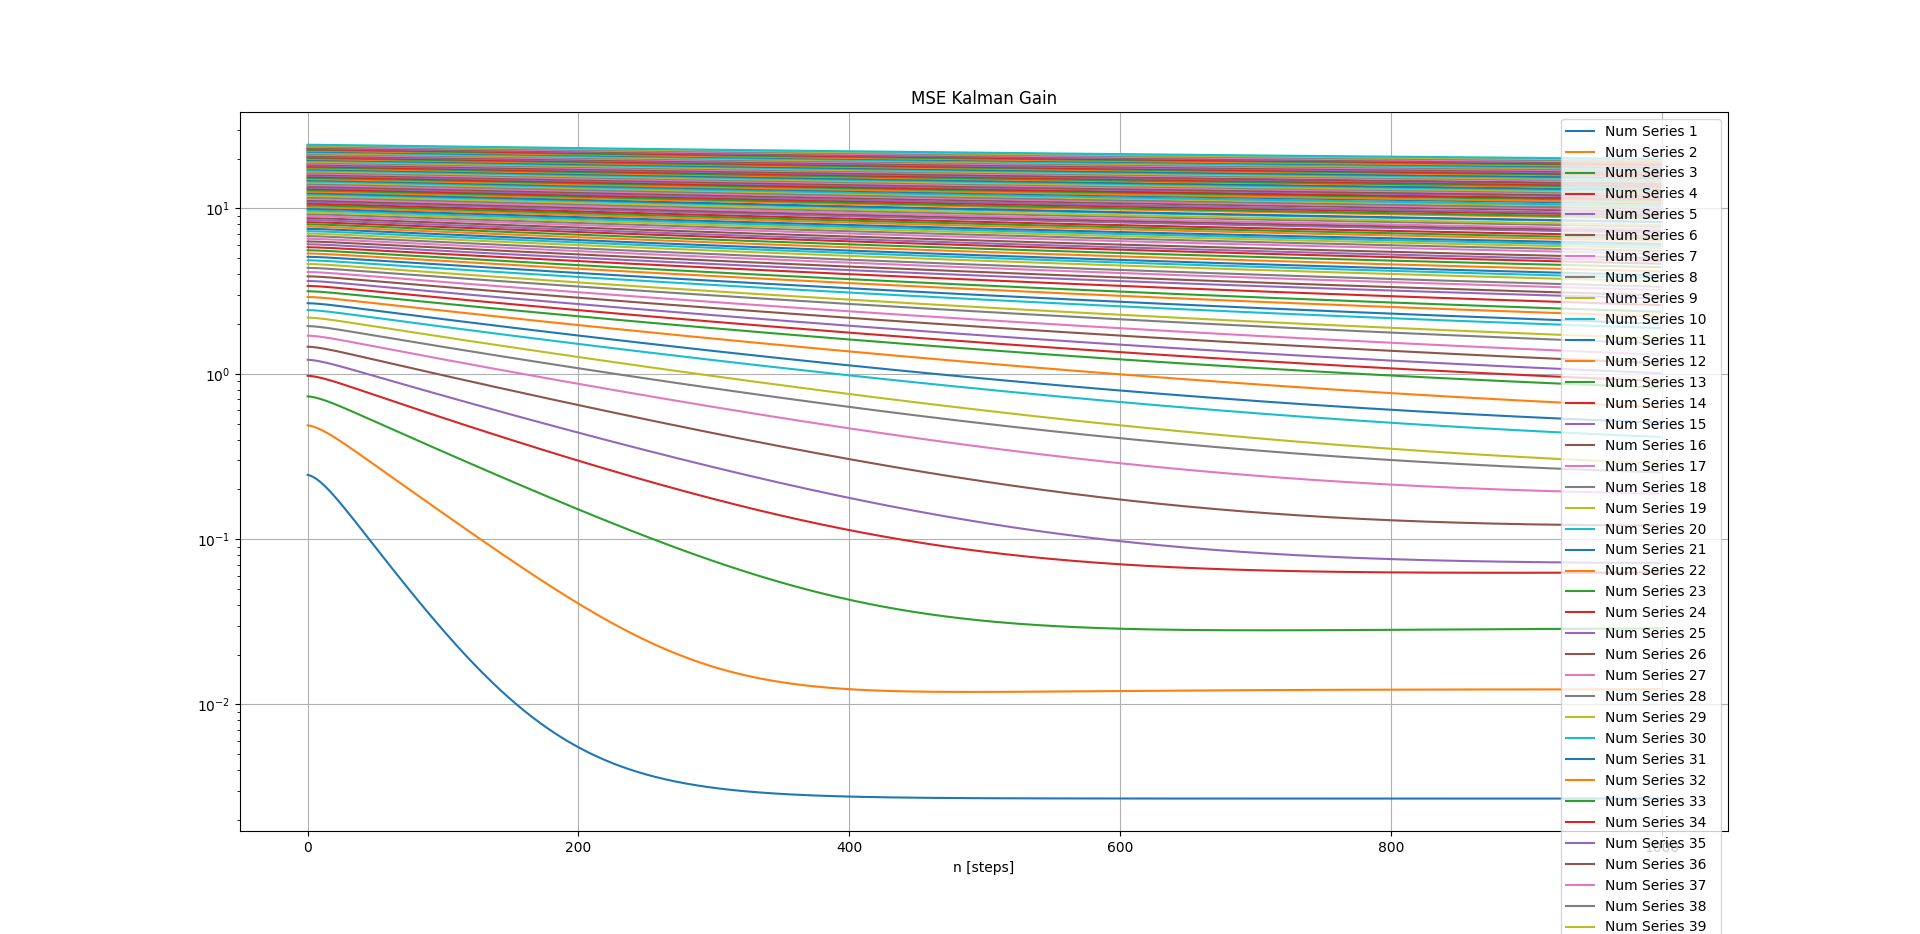 MSE Kalman Gain
10¹
10⁰
10⁻¹
10⁻²
0
200
400
600
800
1000
n [steps]
Num Series 1
Num Series 2
Num Series 3
Num Series 4
Num Series 5
Num Series 6
Num Series 7
Num Series 8
Num Series 9
Num Series 10
Num Series 11
Num Series 12
Num Series 13
Num Series 14
Num Series 15
Num Series 16
Num Series 17
Num Series 18
Num Series 19
Num Series 20
Num Series 21
Num Series 22
Num Series 23
Num Series 24
Num Series 25
Num Series 26
Num Series 27
Num Series 28
Num Series 29
Num Series 30
Num Series 31
Num Series 32
Num Series 33
Num Series 34
Num Series 35
Num Series 36
Num Series 37
Num Series 38
Num Series 39